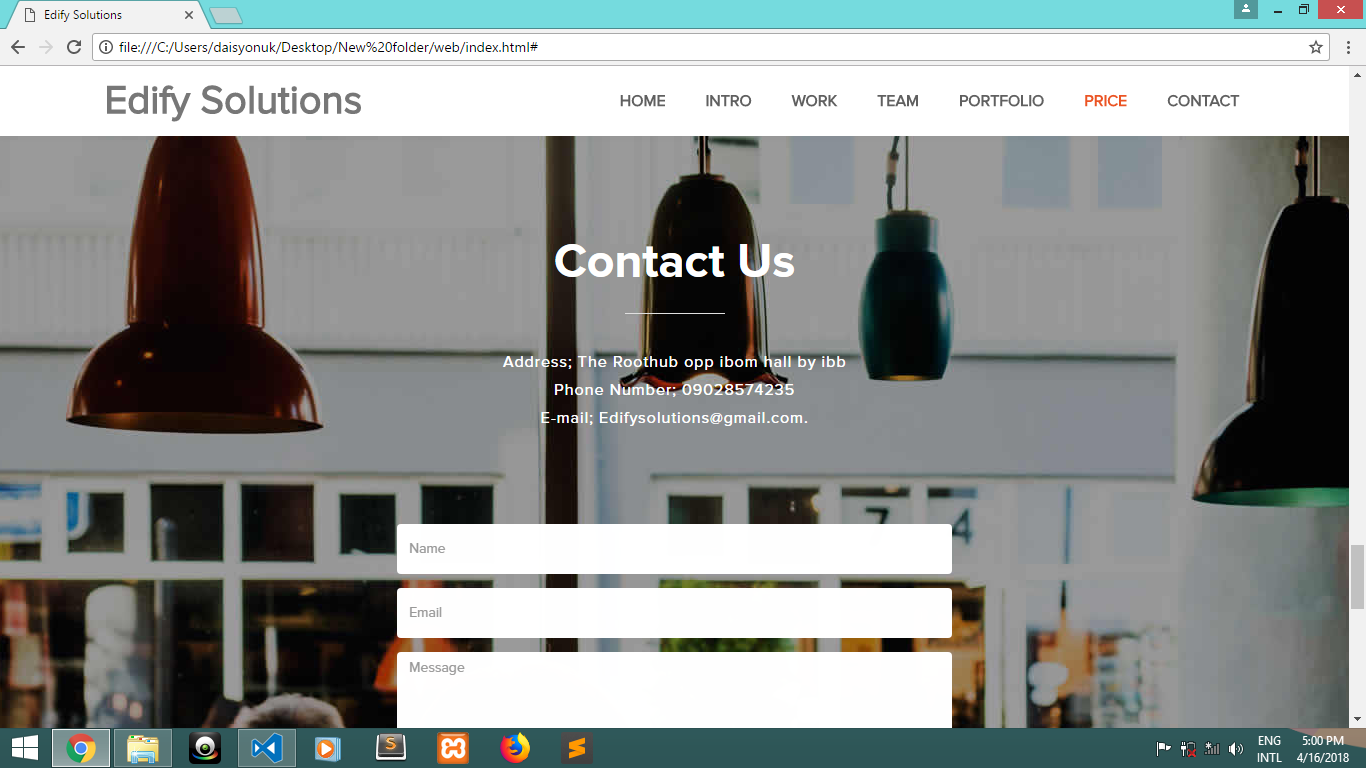 Edify Solutions
file:///C:/Users/daisyonuk/Desktop/New%20folder/web/index.html#
Edify Solutions
HOME INTRO WORK TEAM PORTFOLIO PRICE CONTACT
Contact Us
Address; The Roothub opp ibom hall by ibb
Phone Number; 09028574235
E-mail; Edifysolutions@gmail.com.
7 4
Name
Email
Message
ENG 5:00 PM
INTL 4/16/2018